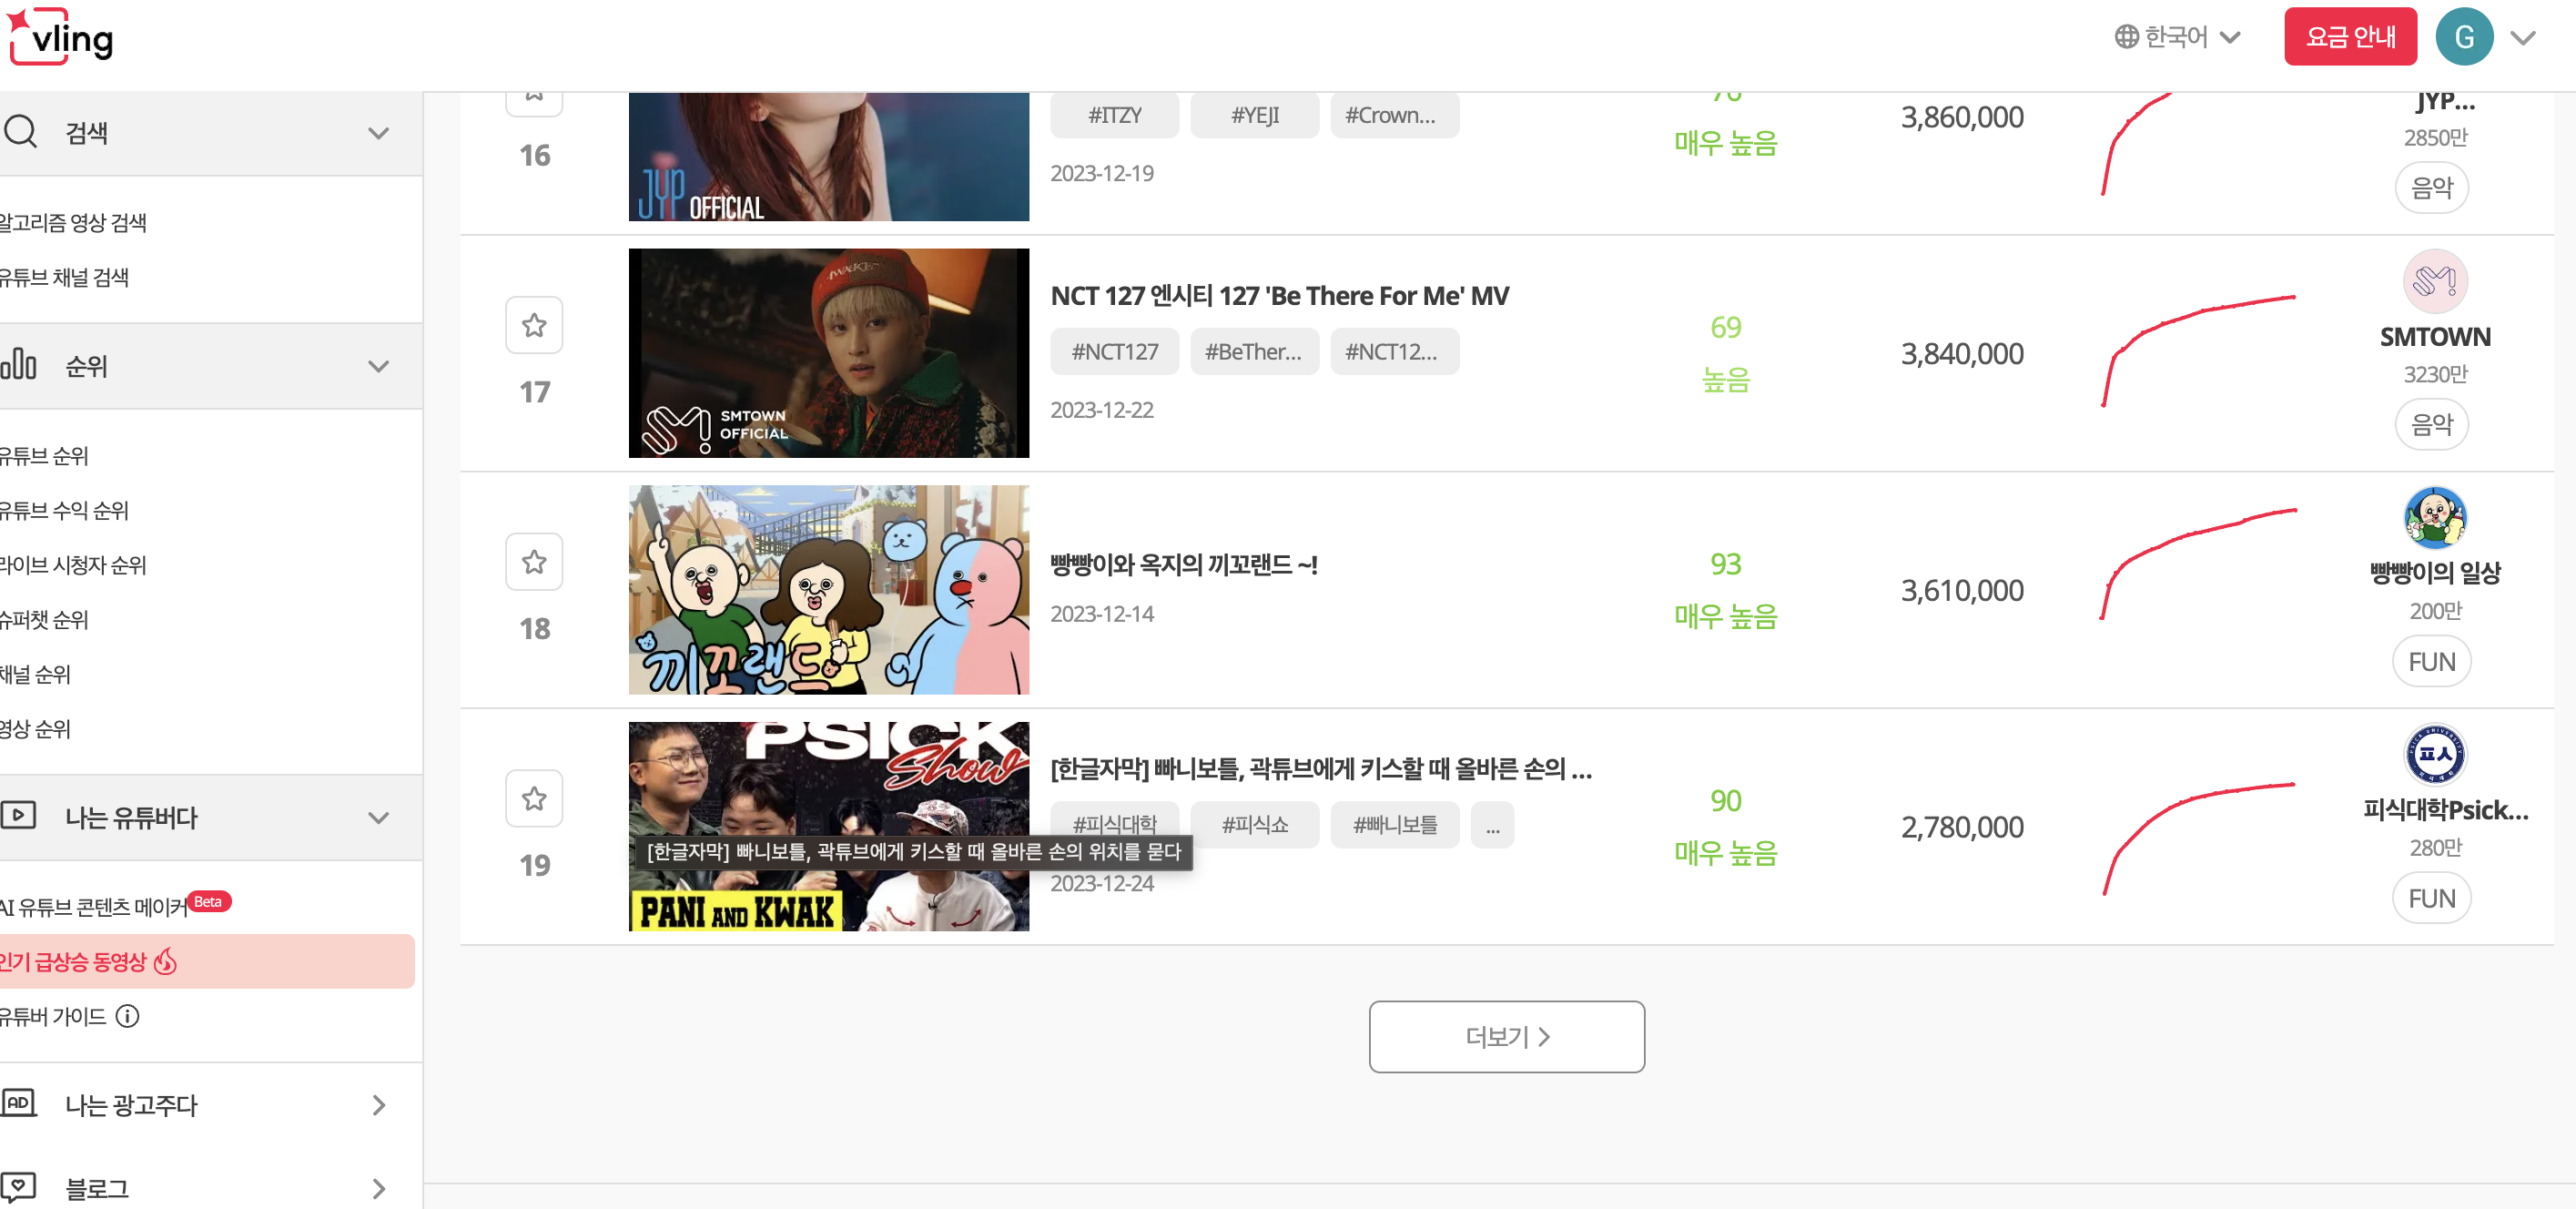 vling
한국어
요금 안내
G
검색
알고리즘 영상 검색
유튜브 채널 검색
순위
유튜브 순위
유튜브 수익 순위
라이브 시청자 순위
슈퍼챗 순위
채널 순위
영상 순위
나는 유튜버다
AI 유튜브 콘텐츠 메이커 Beta
인기 급상승 동영상
유튜버 가이드
AD 나는 광고주다
블로그
16
JYP OFFICIAL
#ITZY #YEJI #Crown...
2023-12-19
매우 높음
3,860,000
JYP...
2850만
음악
17
SMTOWN
OFFICIAL
NCT 127 엔시티 127 'Be There For Me' MV
#NCT127 #BeTher... #NCT12...
2023-12-22
69
높음
3,840,000
SMTOWN
3230만
음악
18
끼꼬랜드
빵빵이와 옥지의 끼꼬랜드 ~!
2023-12-14
93
매우 높음
3,610,000
빵빵이의 일상
200만
FUN
19
PSICK
Show
PANI AND KWAK
[한글자막] 빠니보틀, 곽튜브에게 키스할 때 올바른 손의 ...
#피식대학 #피식쇼 #빠니보틀 ...
[한글자막] 빠니보틀, 곽튜브에게 키스할 때 올바른 손의 위치를 묻다
2023-12-24
90
매우 높음
2,780,000
피식대학Psick...
280만
FUN
더보기